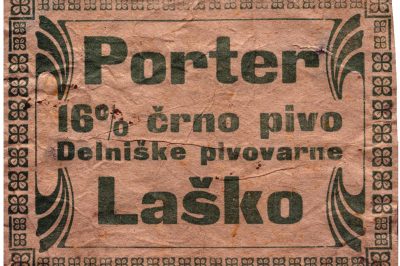 Porter
16% črno pivo
Delniške pivovarne
Laško